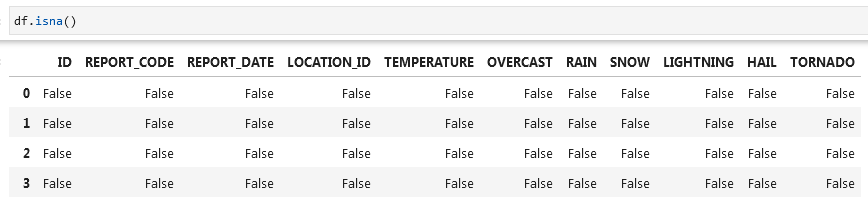 df.isna()
ID REPORT_CODE REPORT_DATE LOCATION_ID TEMPERATURE OVERCAST RAIN SNOW LIGHTNING HAIL TORNADO
0 False False False False False False False False False False False
1 False False False False False False False False False False False
2 False False False False False False False False False False False
3 False False False False False False False False False False False